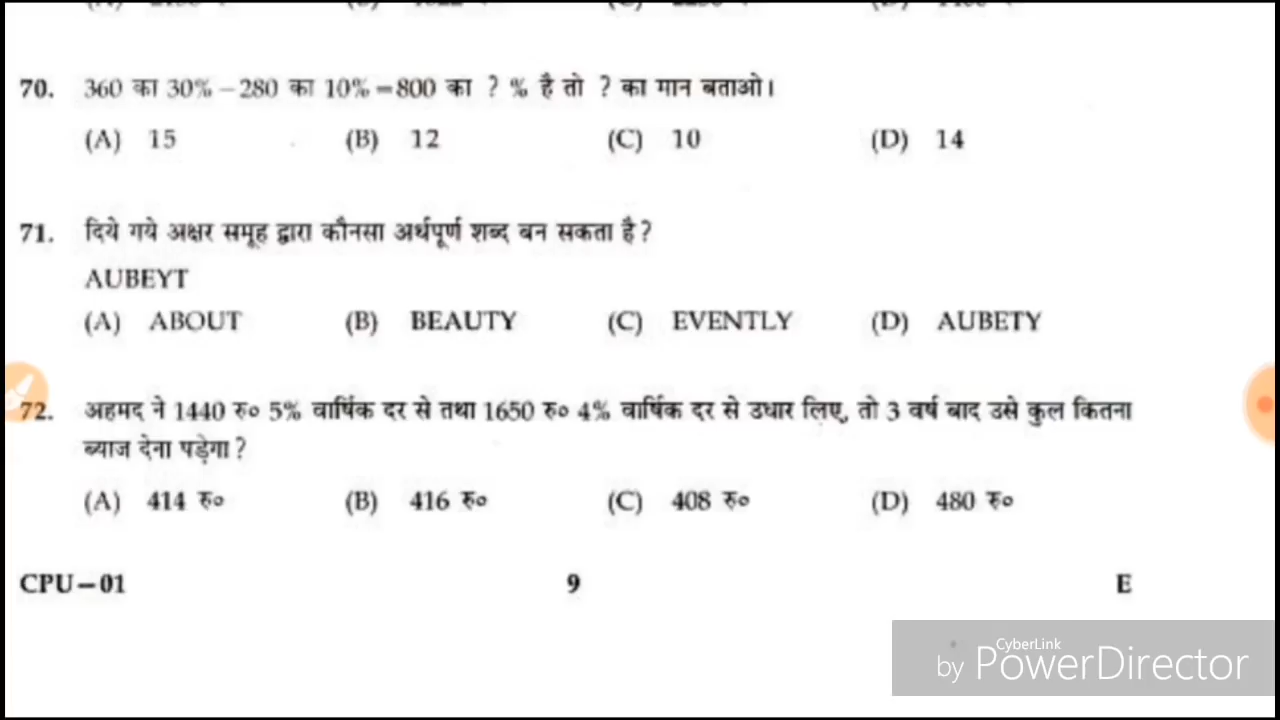 70. 360 का 30% – 280 का 10% = 800 का ? % है तो ? का मान बताओ।
(A) 15 (B) 12 (C) 10 (D) 14
71. दिये गये अक्षर समूह द्वारा कौनसा अर्थपूर्ण शब्द बन सकता है?
AUBEYT
(A) ABOUT (B) BEAUTY (C) EVENTLY (D) AUBETY
72. अहमद ने 1440 रु० 5% वार्षिक दर से तथा 1650 रु० 4% वार्षिक दर से उधार लिए, तो 3 वर्ष बाद उसे कुल कितना
ब्याज देना पड़ेगा?
(A) 414 रु० (B) 416 रु० (C) 408 रु० (D) 480 रु०
CPU–01 9 E
CyberLink
by PowerDirector